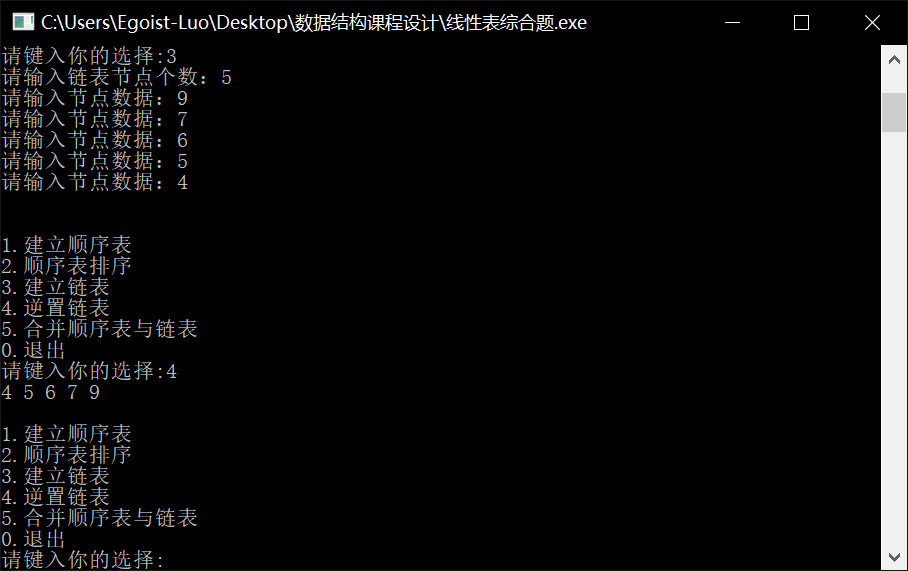 C:\Users\Egoist-Luo\Desktop\数据结构课程设计\线性表综合题.exe
请键入你的选择:3
请输入链表节点个数：5
请输入节点数据：9
请输入节点数据：7
请输入节点数据：6
请输入节点数据：5
请输入节点数据：4
1.建立顺序表
2.顺序表排序
3.建立链表
4.逆置链表
5.合并顺序表与链表
0.退出
请键入你的选择:4
4 5 6 7 9
1.建立顺序表
2.顺序表排序
3.建立链表
4.逆置链表
5.合并顺序表与链表
0.退出
请键入你的选择: